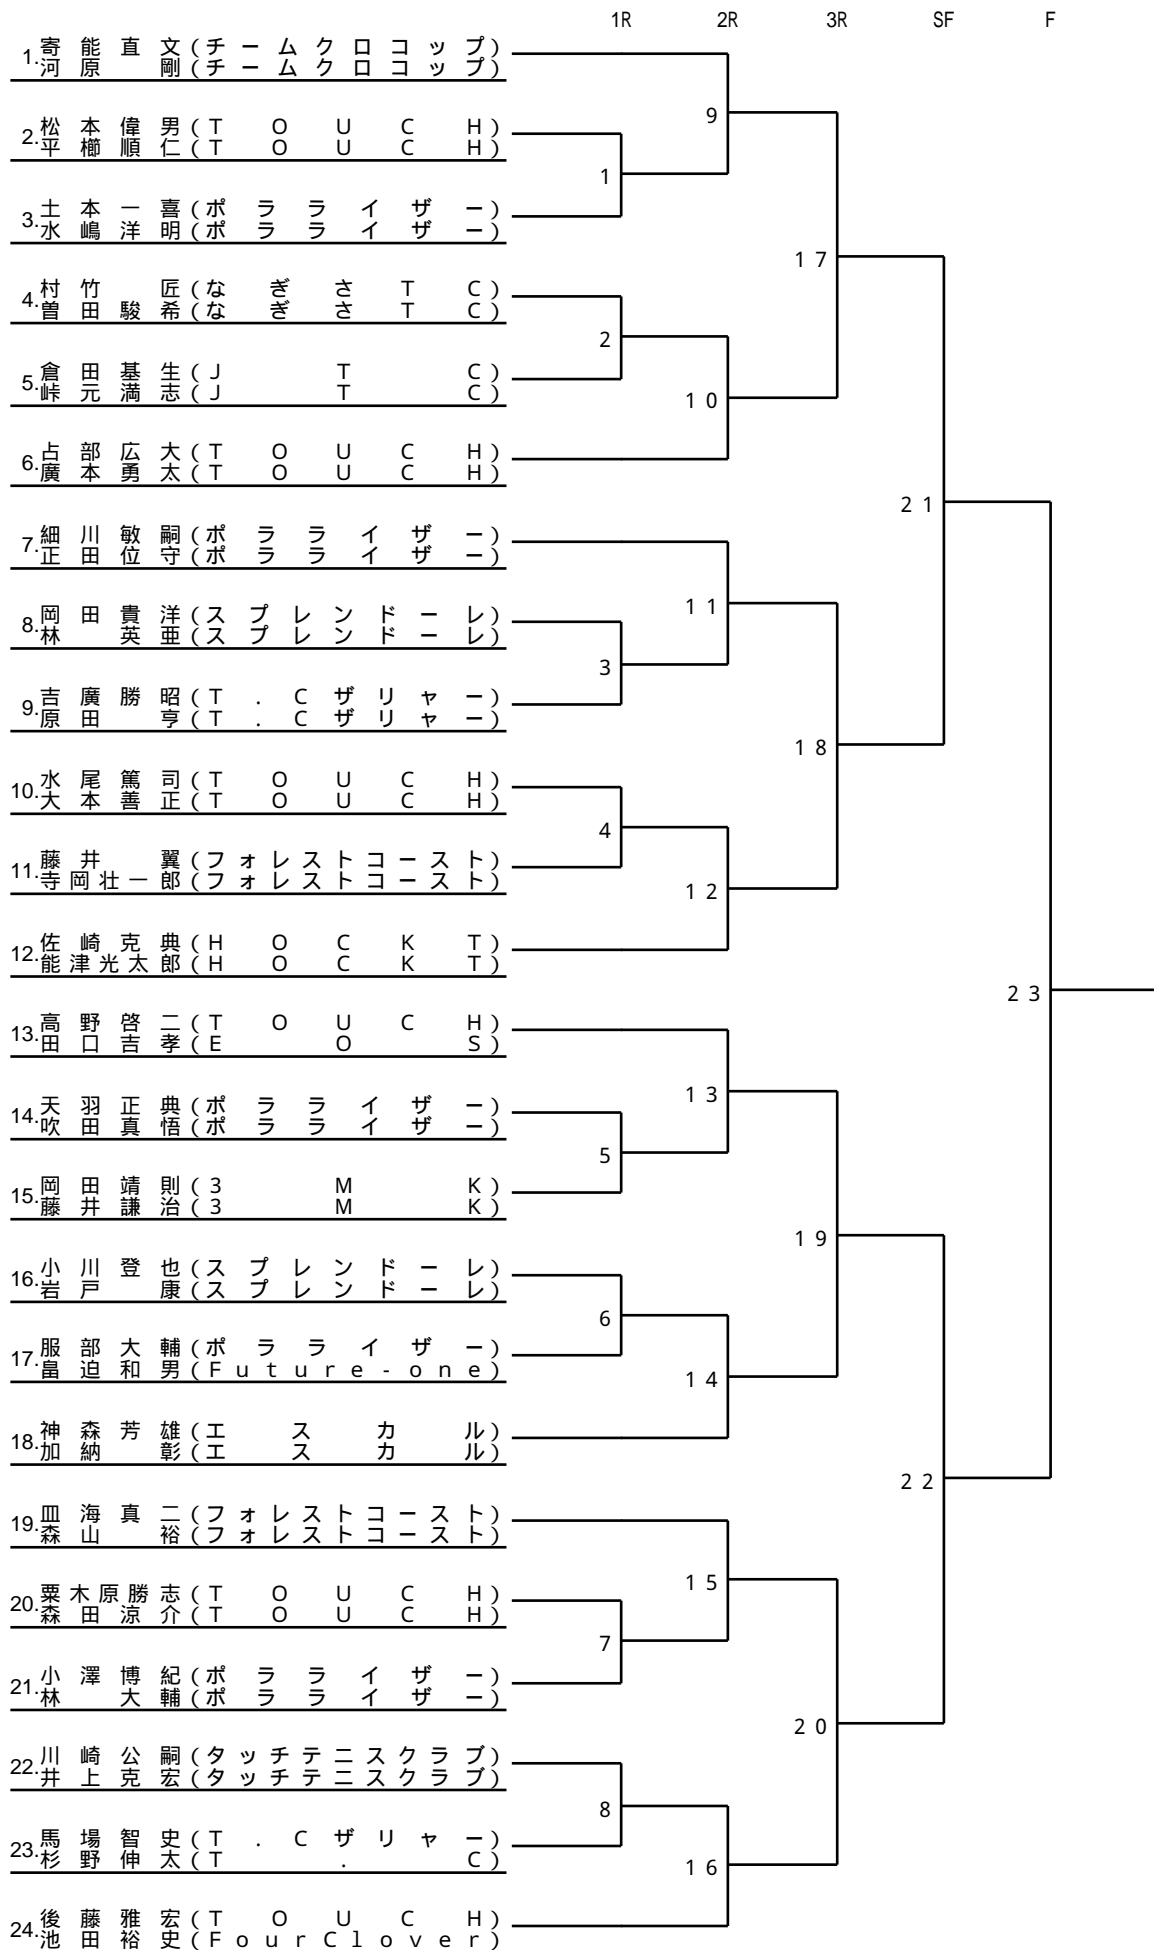 1R 2R 3R SF F
1. 寄能直文(チームクロコップ)
河原 剛(チームクロコップ)
9
2. 松本偉男(TOUCH)
平櫛順仁(TOUCH)
1
3. 土本一喜(ポラライザー)
水嶋洋明(ポラライザー)
17
4. 村竹 匠(なぎさTC)
曽田駿希(なぎさTC)
2
5. 倉田基生(JTC)
峠元満志(JTC)
10
6. 占部広大(TOUCH)
廣本勇太(TOUCH)
21
7. 細川敏嗣(ポラライザー)
正田位守(ポラライザー)
11
8. 岡田貴洋(スプレンドーレ)
林 英亜(スプレンドーレ)
3
9. 吉廣勝昭(T.Cザリャー)
原田 亨(T.Cザリャー)
18
10. 水尾篤司(TOUCH)
大本善正(TOUCH)
4
11. 藤井 翼(フォレストコースト)
寺岡壮一郎(フォレストコースト)
12
12. 佐崎克典(HOCKT)
能津光太郎(HOCKT)
23
13. 高野啓二(TOUCH)
田口吉孝(EOS)
13
14. 天羽正典(ポラライザー)
吹田真悟(ポラライザー)
5
15. 岡田靖則(3MK)
藤井謙治(3MK)
19
16. 小川登也(スプレンドーレ)
岩戸 康(スプレンドーレ)
6
17. 服部大輔(ポラライザー)
畠迫和男(Future-one)
14
18. 神森芳雄(エスカル)
加納 彰(エスカル)
22
19. 皿海真二(フォレストコースト)
森山 裕(フォレストコースト)
15
20. 粟木原勝志(TOUCH)
森田涼介(TOUCH)
7
21. 小澤博紀(ポラライザー)
林 大輔(ポラライザー)
20
22. 川崎公嗣(タッチテニスクラブ)
井上克宏(タッチテニスクラブ)
8
23. 馬場智史(T.Cザリャー)
杉野伸太(T.C)
16
24. 後藤雅宏(TOUCH)
池田裕史(FourClover)